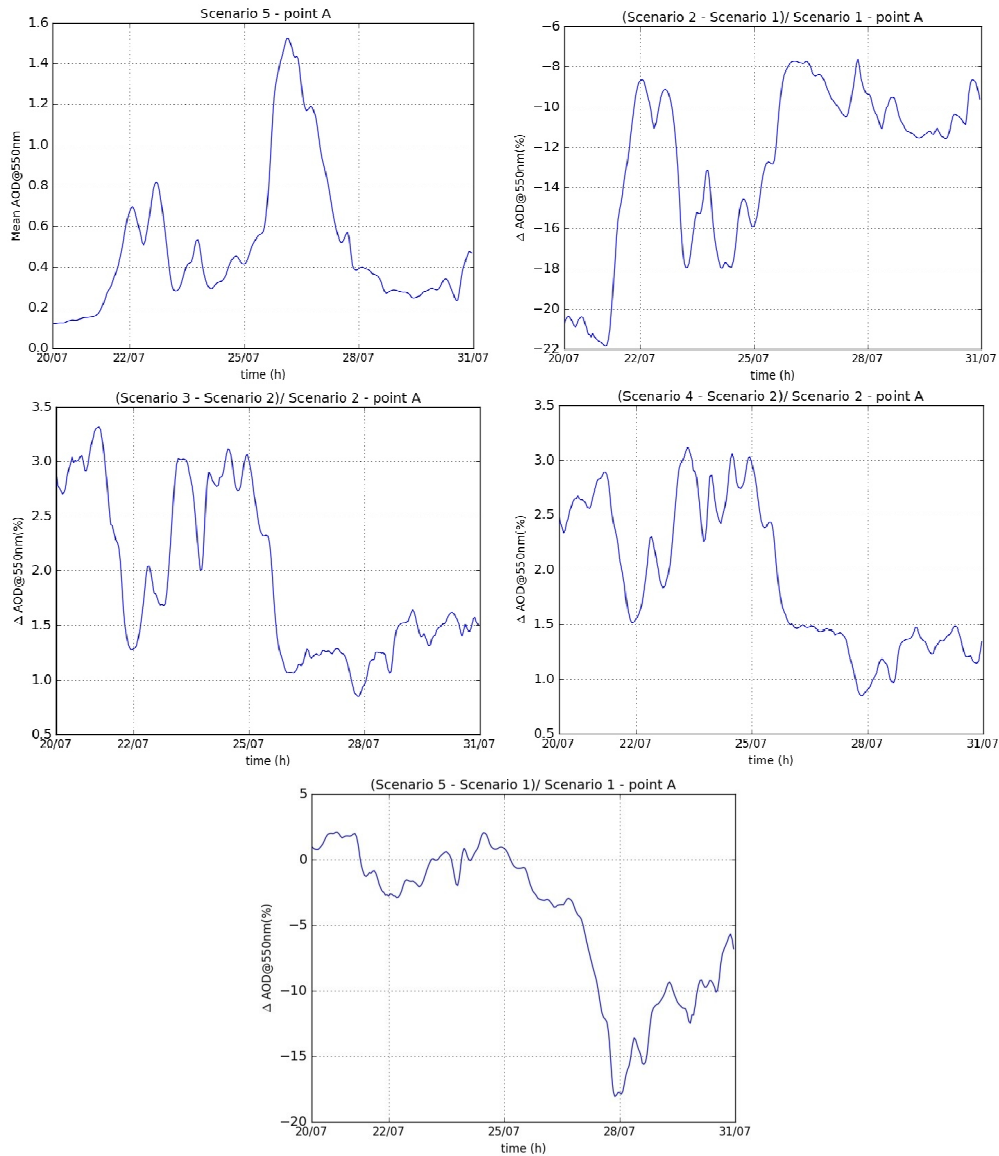 Scenario 5 - point A
1.6
1.4
1.2
1.0
0.8
0.6
0.4
0.2
0.0
Mean AOD@550nm
20/07 22/07 25/07 28/07 31/07
time (h)
(Scenario 2 - Scenario 1)/ Scenario 1 - point A
−6
−8
−10
−12
−14
−16
−18
−20
−22
Δ AOD@550nm(%)
20/07 22/07 25/07 28/07 31/07
time (h)
(Scenario 3 - Scenario 2)/ Scenario 2 - point A
3.5
3.0
2.5
2.0
1.5
1.0
0.5
Δ AOD@550nm(%)
20/07 22/07 25/07 28/07 31/07
time (h)
(Scenario 4 - Scenario 2)/ Scenario 2 - point A
3.5
3.0
2.5
2.0
1.5
1.0
0.5
Δ AOD@550nm(%)
20/07 22/07 25/07 28/07 31/07
time (h)
(Scenario 5 - Scenario 1)/ Scenario 1 - point A
5
0
−5
−10
−15
−20
Δ AOD@550nm(%)
20/07 22/07 25/07 28/07 31/07
time (h)